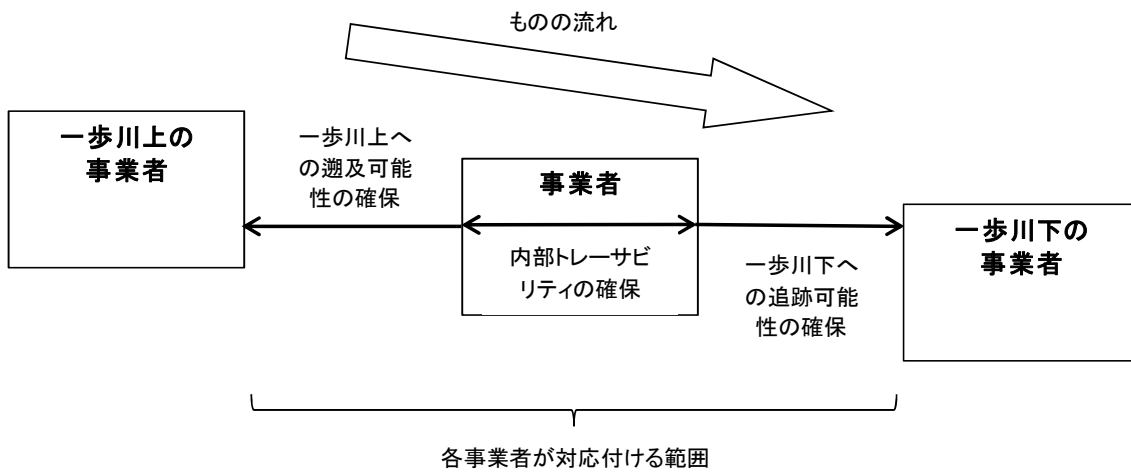 ものの流れ
一歩川上の
事業者
一歩川上へ
の遡及可能
性の確保
事業者
内部トレーサビ
リティの確保
一歩川下へ
の追跡可能
性の確保
一歩川下の
事業者
各事業者が対応付ける範囲